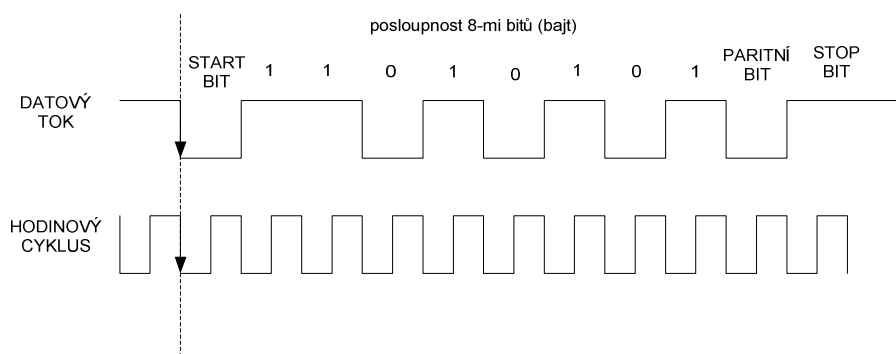 posloupnost 8-mi bitů (bajt)
START
BIT
1 1 0 1 0 1 0 1
PARITNÍ
BIT
STOP
BIT
DATOVÝ
TOK
HODINOVÝ
CYKLUS